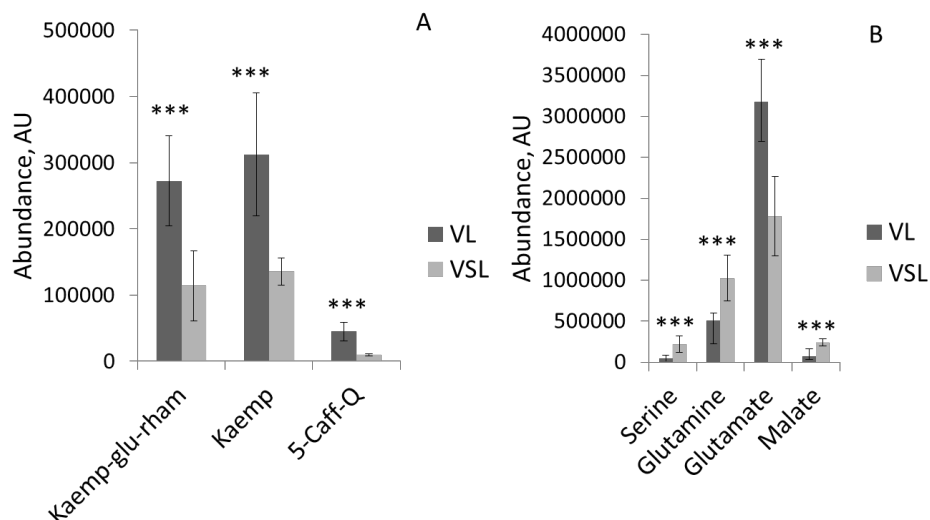 A
Abundance, AU
500000
400000
300000
200000
100000
0
***
***
***
Kaemp-glu-rham
Kaemp
5-Caff-Q
VL
VSL
B
Abundance, AU
4000000
3500000
3000000
2500000
2000000
1500000
1000000
500000
0
***
***
***
***
Serine
Glutamine
Glutamate
Malate
VL
VSL